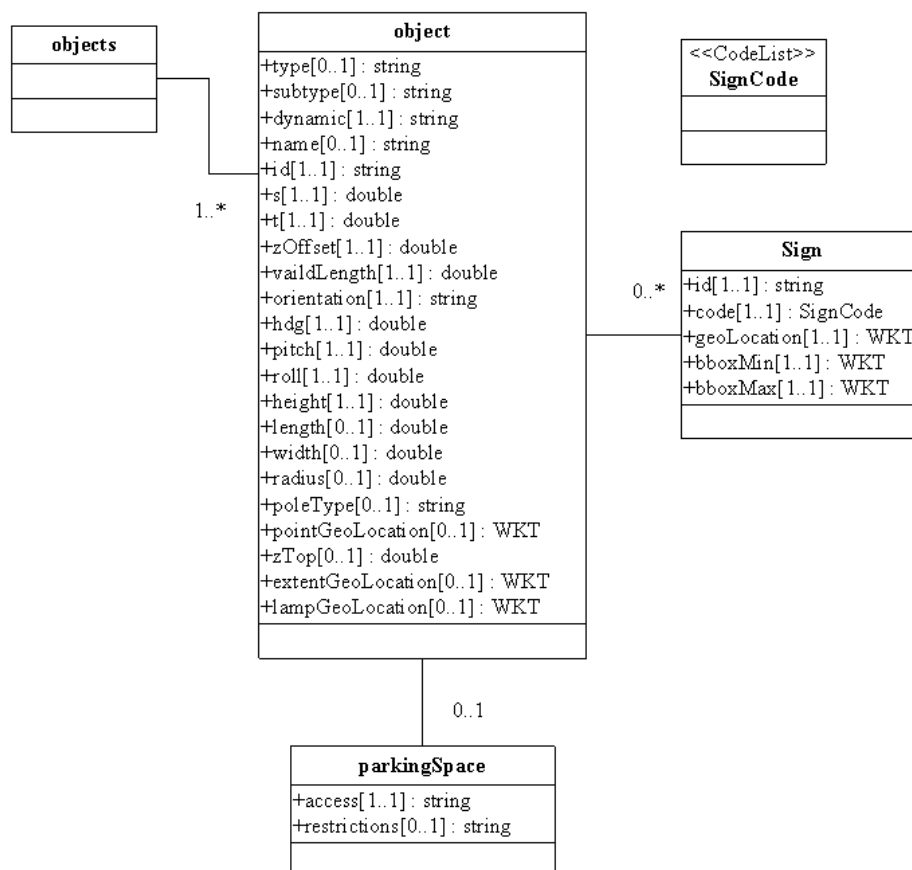 objects
1..*
object
+type[0..1] : string
+subtype[0..1] : string
+dynamic[1..1] : string
+name[0..1] : string
+id[1..1] : string
+s[1..1] : double
+t[1..1] : double
+zOffset[1..1] : double
+vaildLength[1..1] : double
+orientation[1..1] : string
+hdg[1..1] : double
+pitch[1..1] : double
+roll[1..1] : double
+height[1..1] : double
+length[0..1] : double
+width[0..1] : double
+radius[0..1] : double
+poleType[0..1] : string
+pointGeoLocation[0..1] : WKT
+zTop[0..1] : double
+extentGeoLocation[0..1] : WKT
+lampGeoLocation[0..1] : WKT
<<CodeList>>
SignCode
0..*
Sign
+id[1..1] : string
+code[1..1] : SignCode
+geoLocation[1..1] : WKT
+bboxMin[1..1] : WKT
+bboxMax[1..1] : WKT
0..1
parkingSpace
+access[1..1] : string
+restrictions[0..1] : string